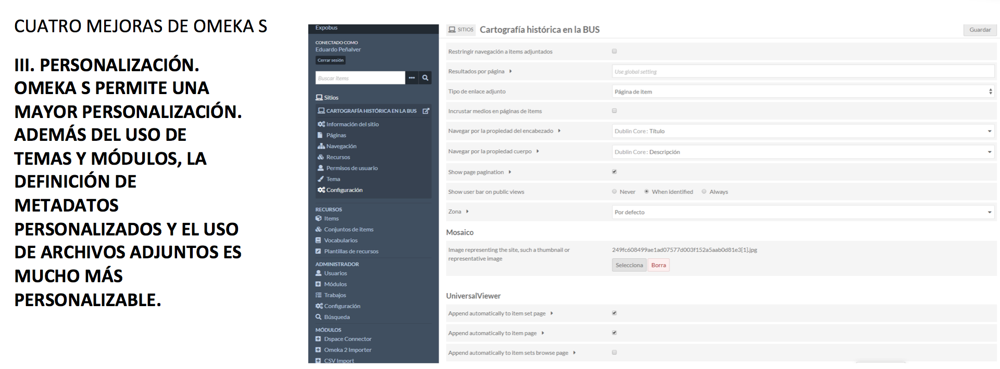 CUATRO MEJORAS DE OMEKA S
III. PERSONALIZACIÓN.
OMEKA S PERMITE UNA
MAYOR PERSONALIZACIÓN.
ADEMÁS DEL USO DE
TEMAS Y MÓDULOS, LA
DEFINICIÓN DE
METADATOS
PERSONALIZADOS Y EL USO
DE ARCHIVOS ADJUNTOS ES
MUCHO MÁS
PERSONALIZABLE.
Expobus
CONECTADO COMO
Eduardo Peñalver
Cerrar sesión
Buscar Items
Sitios
CARTOGRAFÍA HISTÓRICA EN LA BUS
Información del sitio
Páginas
Navegación
Recursos
Permisos de usuario
Tema
Configuración
RECURSOS
Items
Conjuntos de items
Vocabularios
Plantillas de recursos
ADMINISTRADOR
Usuarios
Módulos
Trabajos
Configuración
Búsqueda
MÓDULOS
Dspace Connector
Omeka 2 Importer
CSV Import
SITIOS Cartografía histórica en la BUS
Guardar
Restringir navegación a items adjuntados
Resultados por página Use global setting
Tipo de enlace adjunto Página de item
Incrustar medios en páginas de items
Navegar por la propiedad del encabezado Dublin Core: Título
Navegar por la propiedad cuerpo Dublin Core: Descripción
Show page pagination
Show user bar on public views Never When identified Always
Zona Por defecto
Mosaico
Image representing the site, such a thumbnail or
representative image
249fc608499ae1ad07577d003f152a5aab0d81e3[1].jpg
Selecciona Borra
UniversalViewer
Append automatically to item set page
Append automatically to item page
Append automatically to item sets browse page